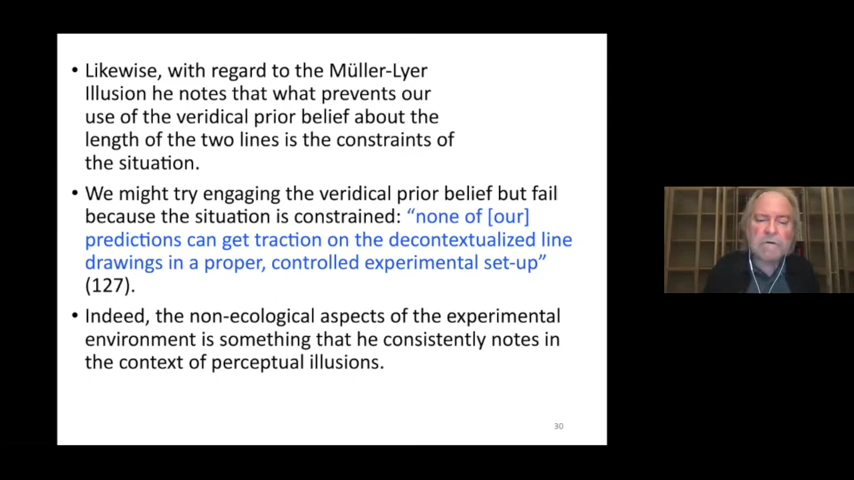 • Likewise, with regard to the Müller-Lyer
Illusion he notes that what prevents our
use of the veridical prior belief about the
length of the two lines is the constraints of
the situation.
• We might try engaging the veridical prior belief but fail
because the situation is constrained: “none of [our]
predictions can get traction on the decontextualized line
drawings in a proper, controlled experimental set-up”
(127).
• Indeed, the non-ecological aspects of the experimental
environment is something that he consistently notes in
the context of perceptual illusions.
30